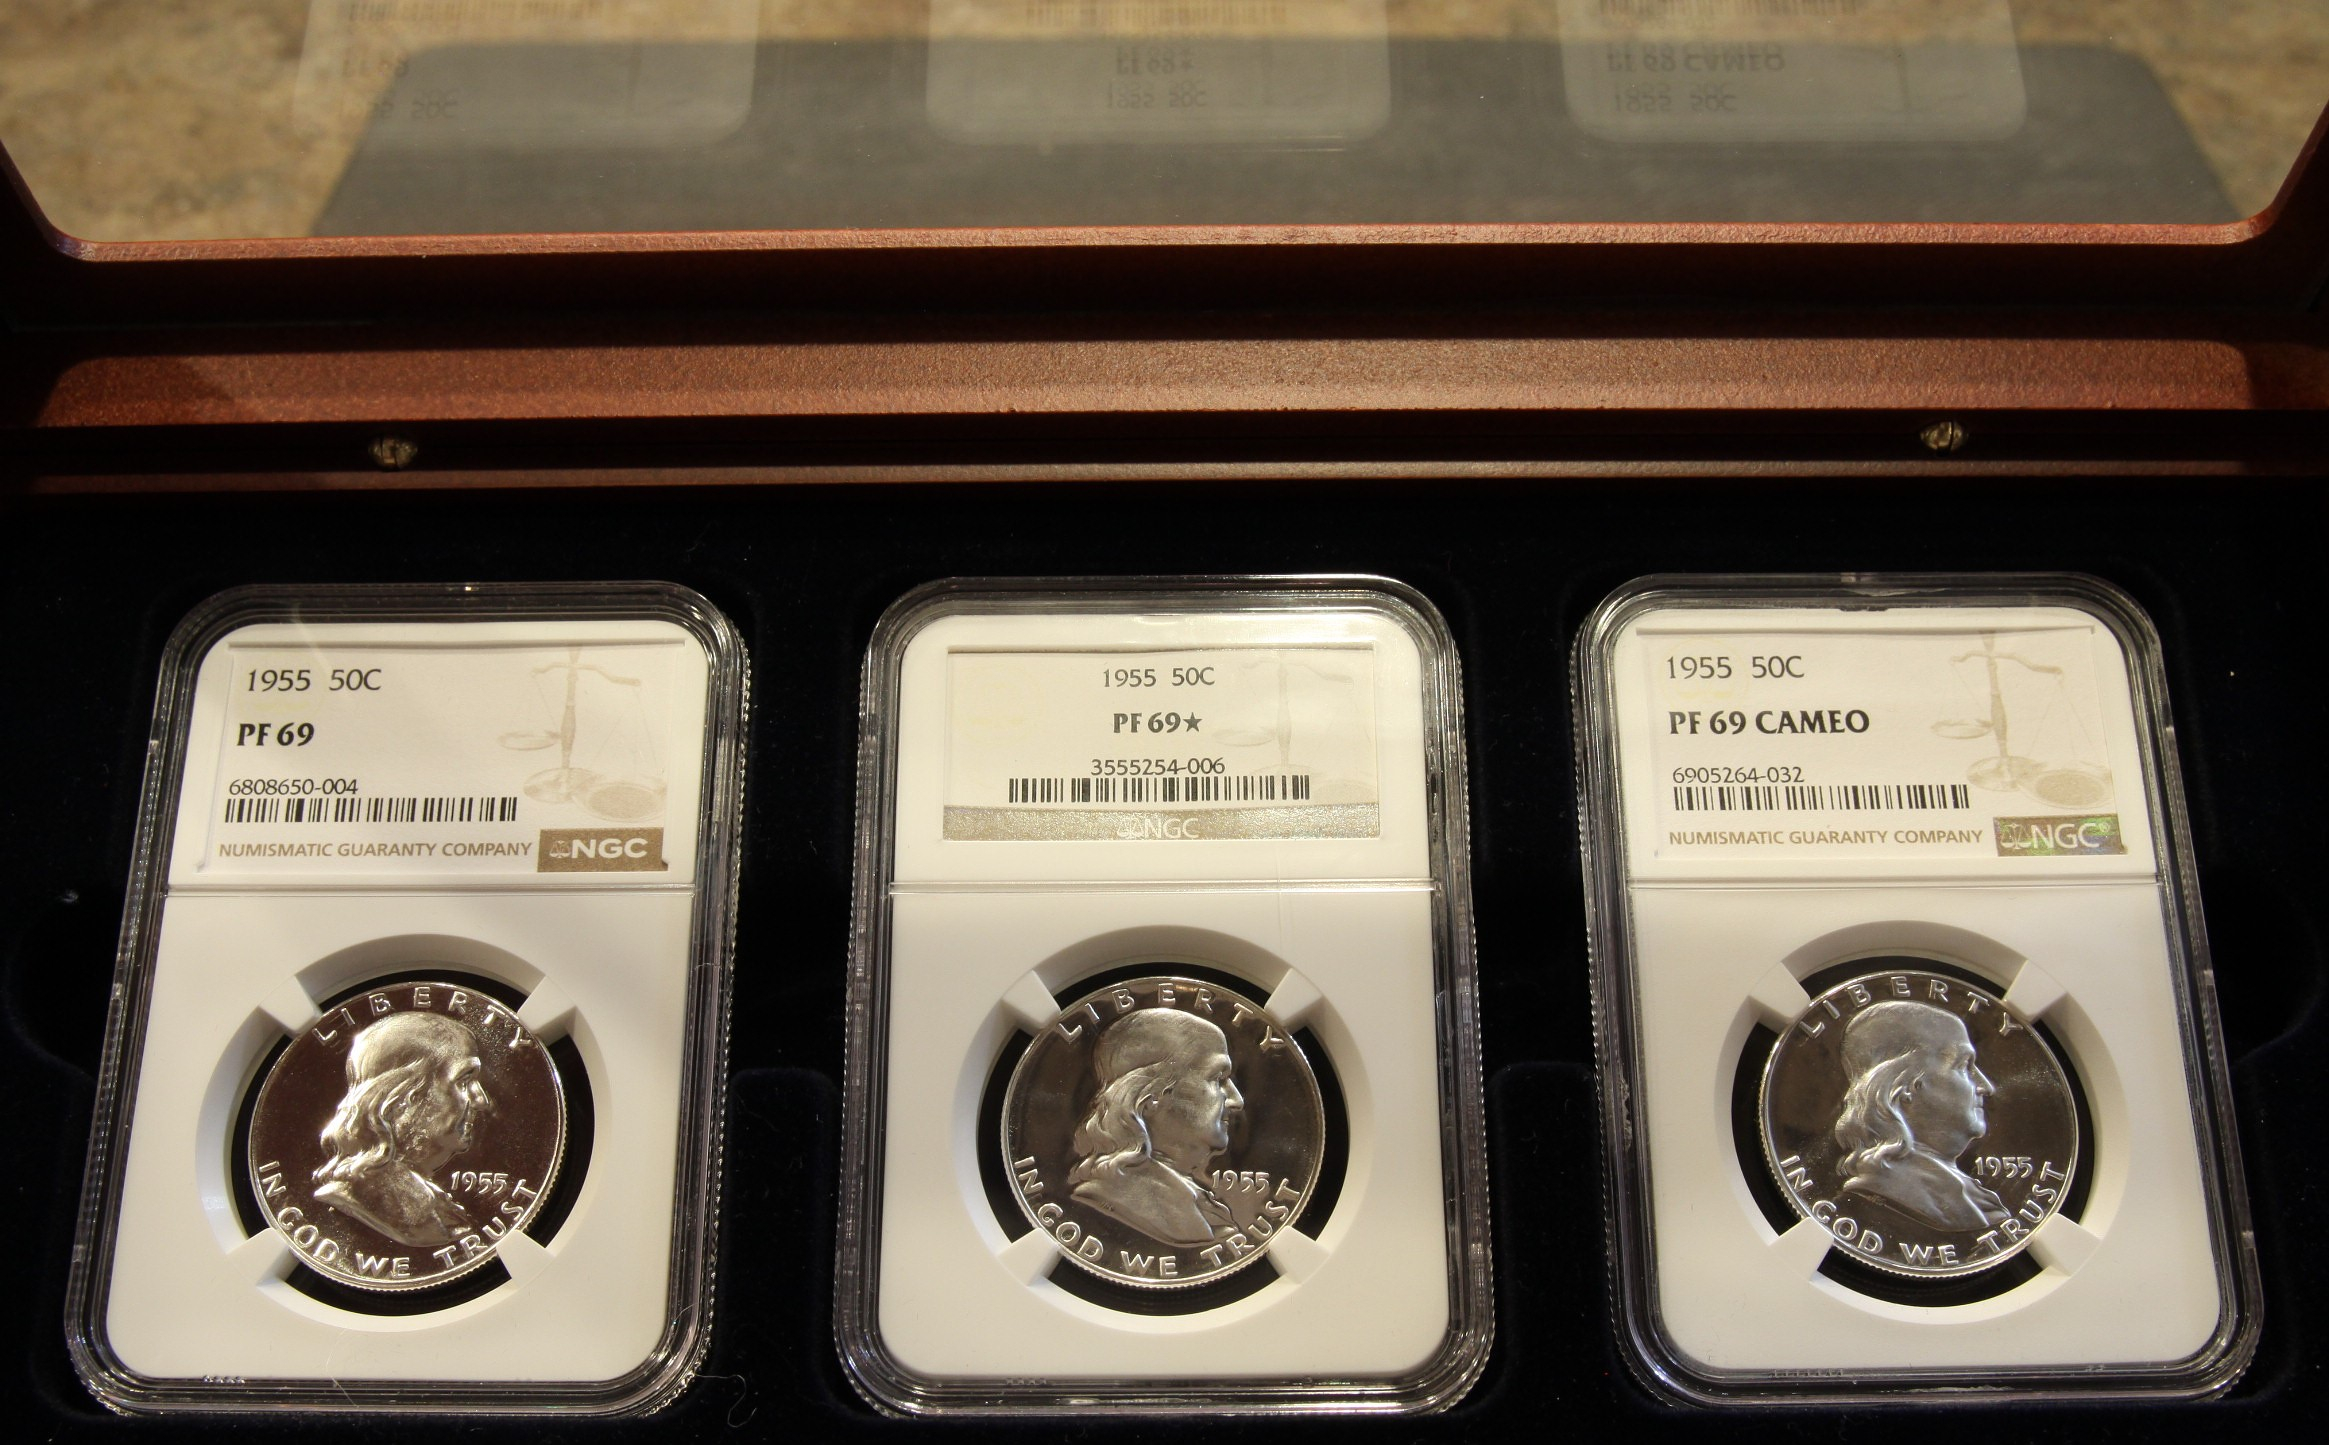 1955 50C
PF 69
6808650-004
NUMISMATIC GUARANTY COMPANY NGC
LIBERTY
1955
IN GOD WE TRUST
1955 50C
PF 69★
3555254-006
NGC
LIBERTY
1955
IN GOD WE TRUST
1955 50C
PF 69 CAMEO
6905264-032
NUMISMATIC GUARANTY COMPANY NGC
LIBERTY
1955
IN GOD WE TRUST